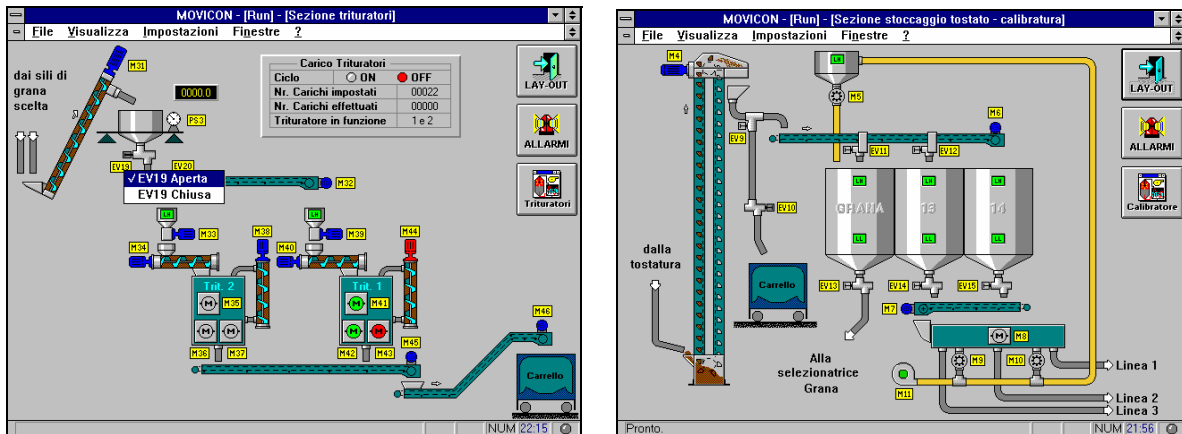 MOVICON - [Run] - [Sezione trituratori]
File Visualizza Impostazioni Finestre ?
M31
dai sili di
grana
scelta
0000.0
PS3
Carico Trituratori
Ciclo ON OFF
Nr. Carichi impostati 00022
Nr. Carichi effettuati 00000
Trituratore in funzione 1 e 2
LAY-OUT
ALLARMI
Trituratori
EV19 EV20
✓EV19 Aperta
EV19 Chiusa
M32
LH LH
M33 M38 M39 M44
M34 M40
Trit. 2 Trit. 1
M M35 M M41
M M M M
M36 M37 M42 M43
M45
M46
Carrello
NUM 22:15
MOVICON - [Run] - [Sezione stoccaggio tostato - calibratura]
File Visualizza Impostazioni Finestre ?
M4
LH
M5
M6
EV9
EV11 EV12
LAY-OUT
ALLARMI
Calibratore
LH LH LH
GRANA 13 14
EV10
LL LL LL
dalla
tostatura
Carrello
EV13 EV14 EV15
M7
M M8
M9 M10
Alla
selezionatrice
Grana
M11
Linea 1
Linea 2
Linea 3
Pronto.
NUM 21:56